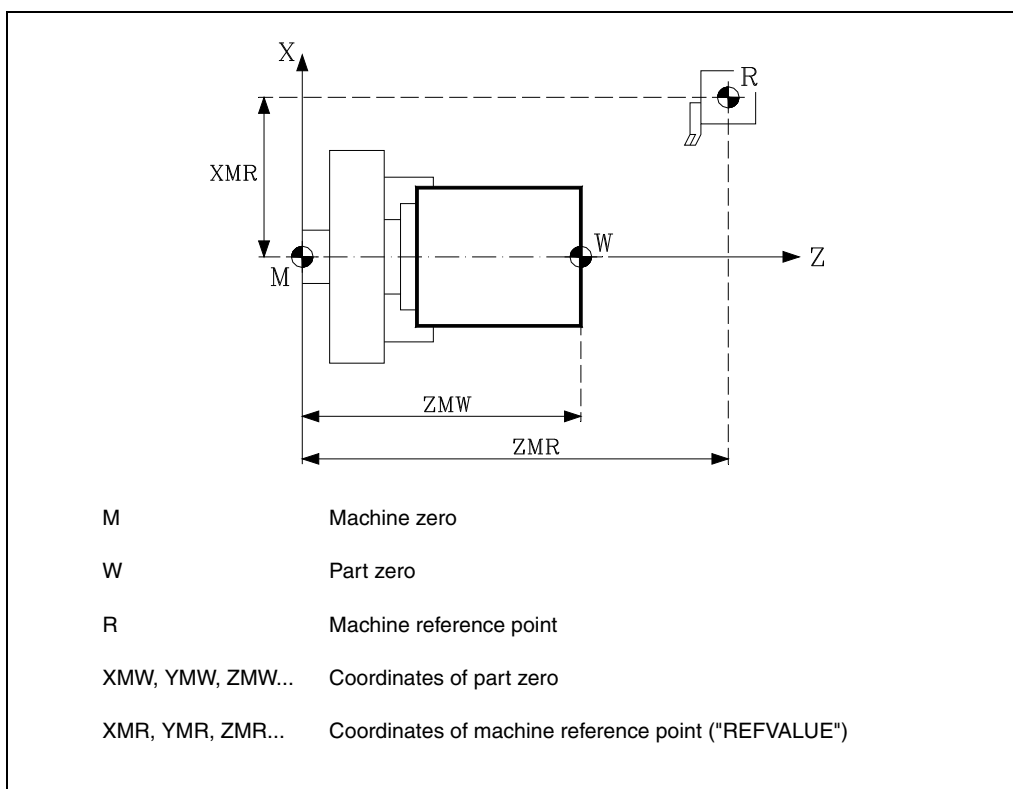 X
R
XMR
W
Z
M
ZMW
ZMR
M Machine zero
W Part zero
R Machine reference point
XMW, YMW, ZMW... Coordinates of part zero
XMR, YMR, ZMR... Coordinates of machine reference point ("REFVALUE")